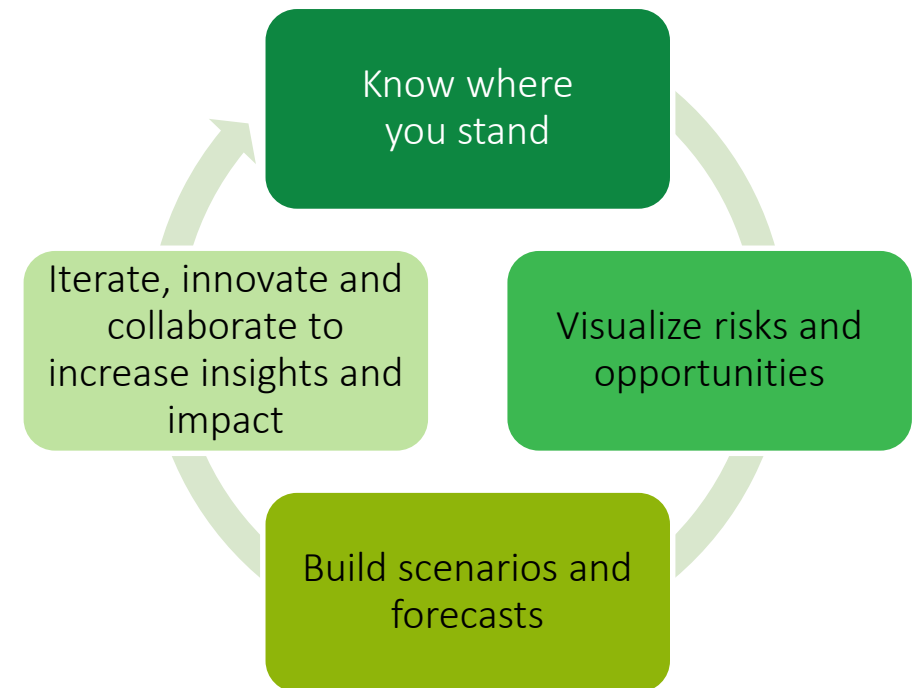 Know where
you stand
Visualize risks and
opportunities
Build scenarios and
forecasts
Iterate, innovate and
collaborate to
increase insights and
impact